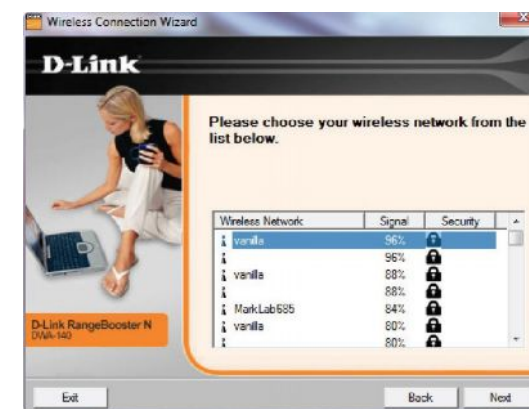 Wireless Connection Wizard
D-Link
Please choose your wireless network from the
list below.
Wireless Network Signal Security
vanilla 96%
96%
vanilla 88%
88%
MarkLab685 84%
vanilla 80%
80%
D-Link RangeBooster N
DWA-140
Exit Back Next